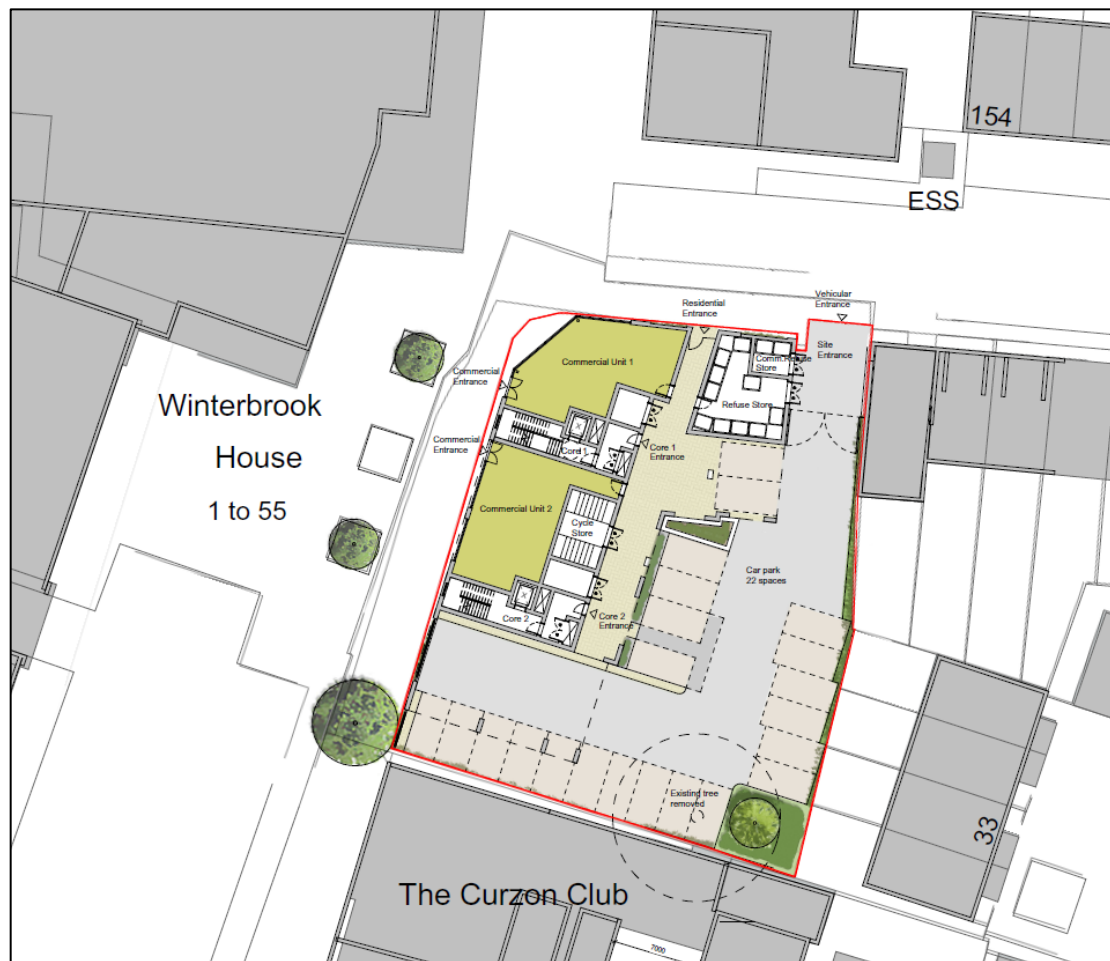 154
ESS
Vehicular
Entrance
Residential
Entrance
Site
Entrance
Comm.Refuse
Store
Commercial Unit 1
Commercial
Entrance
Refuse Store
Winterbrook
House
1 to 55
Commercial
Entrance
Core 1
Core 1
Entrance
Commercial Unit 2
Cycle
Store
Car park
22 spaces
Core 2
Core 2
Entrance
Existing tree
removed
33
The Curzon Club
7000